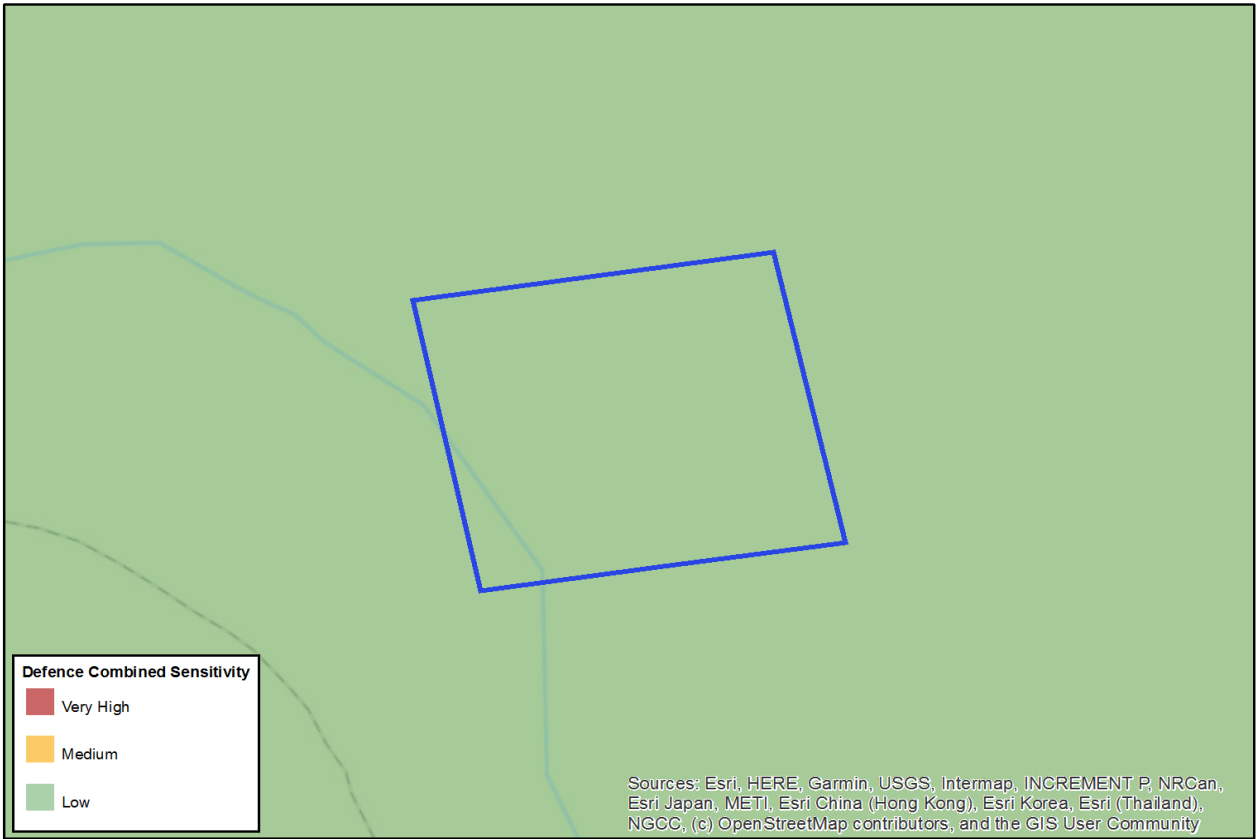 Defence Combined Sensitivity
Very High
Medium
Low
Sources: Esri, HERE, Garmin, USGS, Intermap, INCREMENT P, NRCan,
Esri Japan, METI, Esri China (Hong Kong), Esri Korea, Esri (Thailand),
NGCC, (c) OpenStreetMap contributors, and the GIS User Community